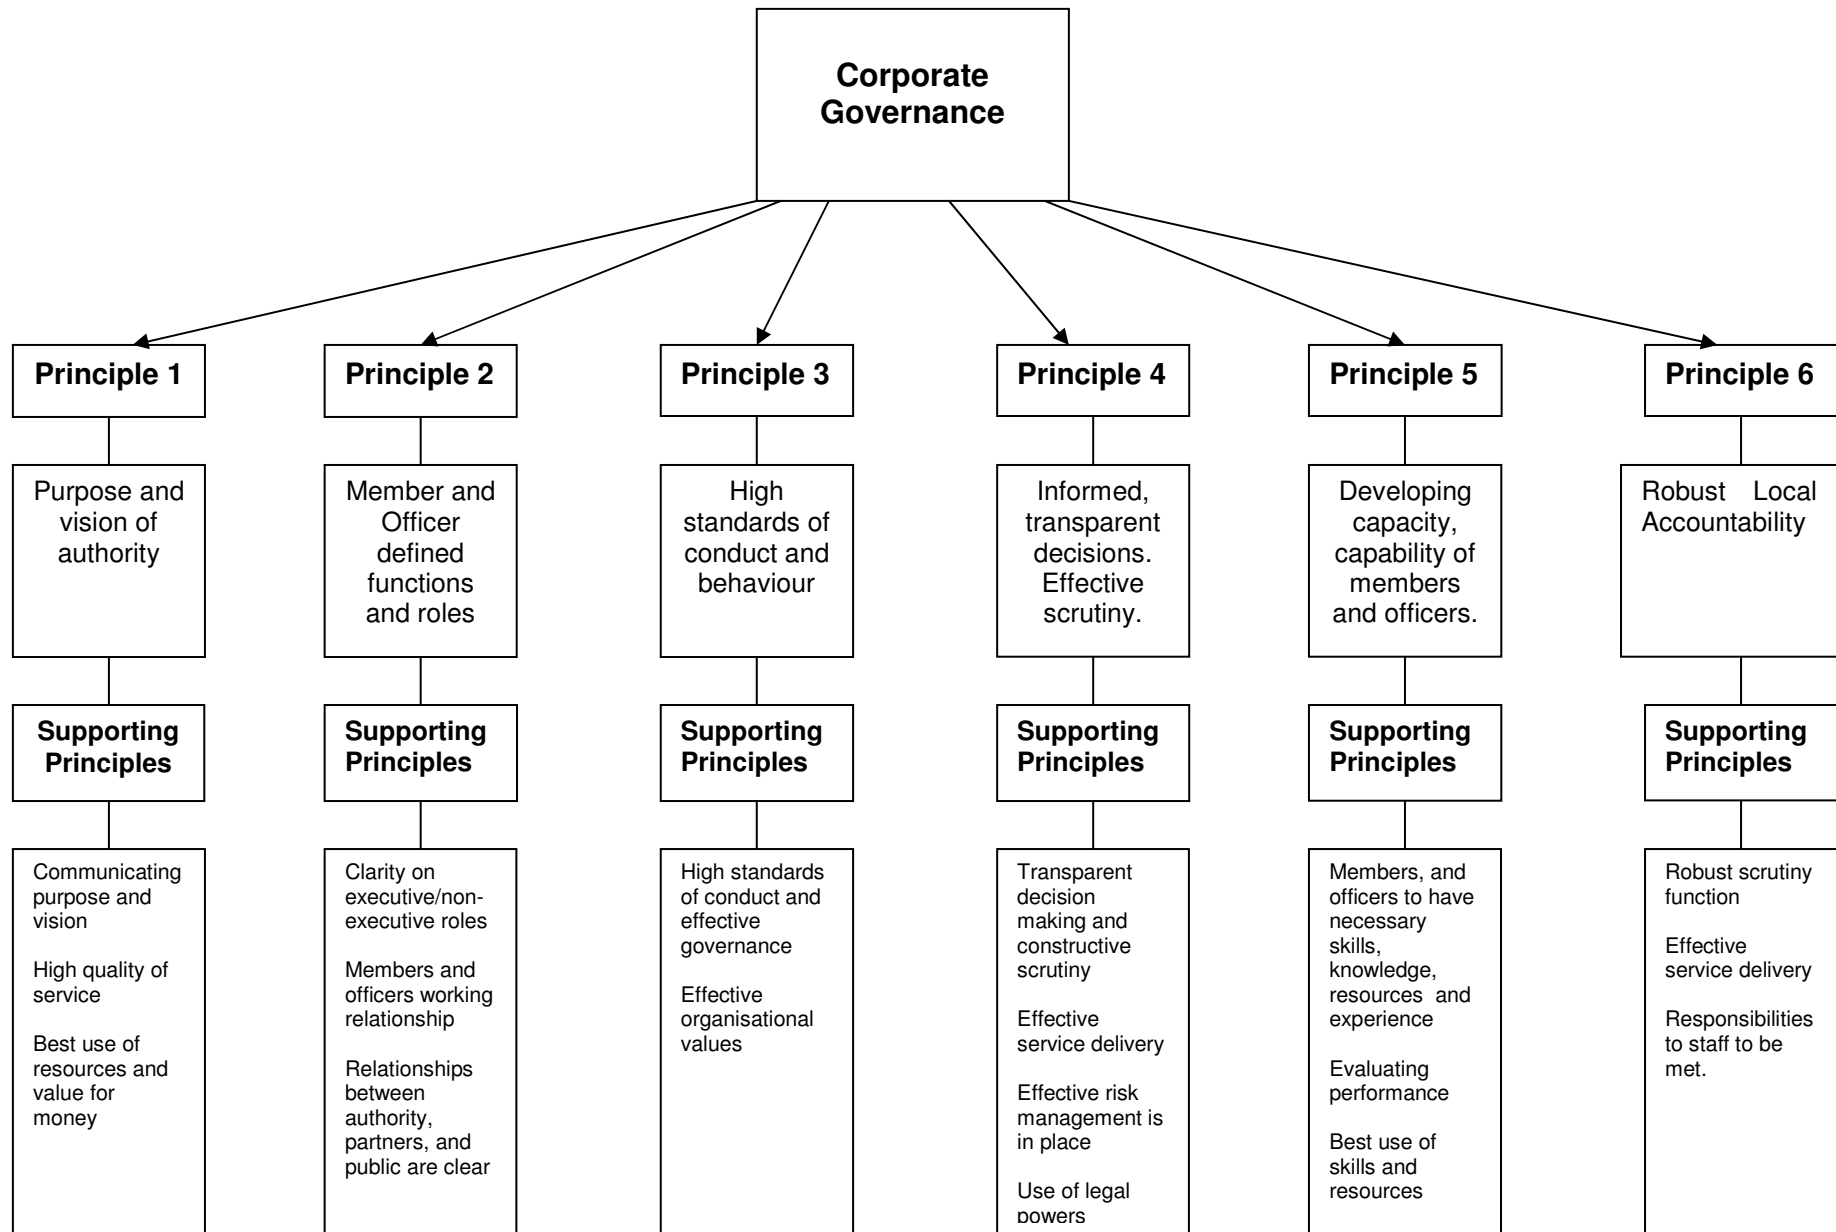 Corporate
Governance
Principle 1
Purpose and
vision of
authority
Supporting
Principles
Communicating
purpose and
vision
High quality of
service
Best use of
resources and
value for
money
Principle 2
Member and
Officer
defined
functions
and roles
Supporting
Principles
Clarity on
executive/non-
executive roles
Members and
officers working
relationship
Relationships
between
authority,
partners, and
public are clear
Principle 3
High
standards of
conduct and
behaviour
Supporting
Principles
High standards
of conduct and
effective
governance
Effective
organisational
values
Principle 4
Informed,
transparent
decisions.
Effective
scrutiny.
Supporting
Principles
Transparent
decision
making and
constructive
scrutiny
Effective
service delivery
Effective risk
management is
in place
Use of legal
powers
Principle 5
Developing
capacity,
capability of
members
and officers.
Supporting
Principles
Members, and
officers to have
necessary
skills,
knowledge,
resources and
experience
Evaluating
performance
Best use of
skills and
resources
Principle 6
Robust Local
Accountability
Supporting
Principles
Robust scrutiny
function
Effective
service delivery
Responsibilities
to staff to be
met.